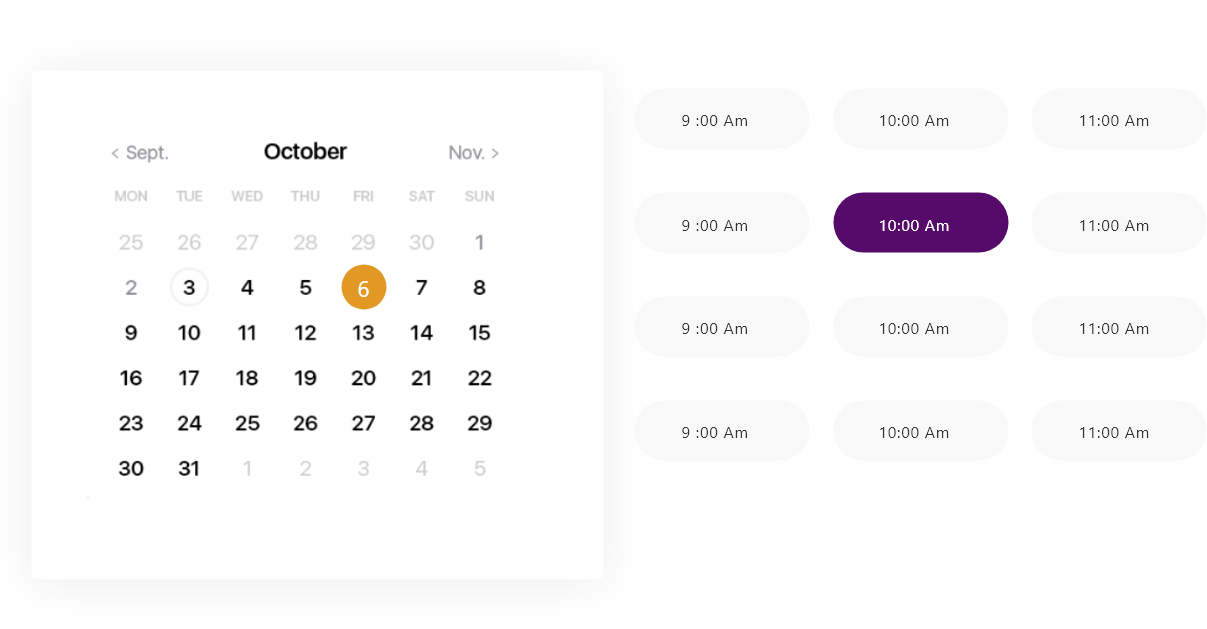 < Sept. October Nov. >
MON TUE WED THU FRI SAT SUN
25 26 27 28 29 30 1
2 3 4 5 6 7 8
9 10 11 12 13 14 15
16 17 18 19 20 21 22
23 24 25 26 27 28 29
30 31 1 2 3 4 5
9 :00 Am 10:00 Am 11:00 Am
9 :00 Am 10:00 Am 11:00 Am
9 :00 Am 10:00 Am 11:00 Am
9 :00 Am 10:00 Am 11:00 Am